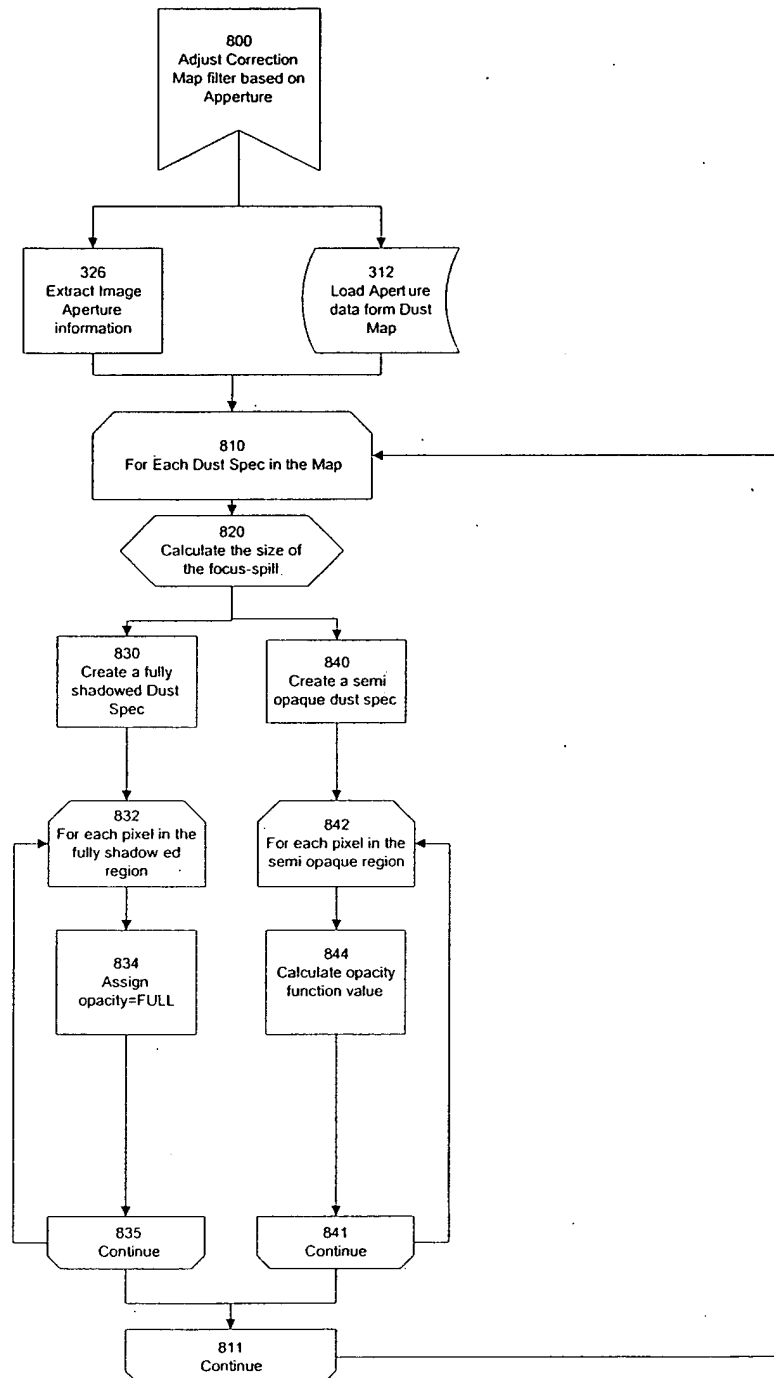 800
Adjust Correction
Map filter based on
Apperture
326
Extract Image
Aperture
information
312
Load Aperture
data form Dust
Map
810
For Each Dust Spec in the Map
820
Calculate the size of
the focus-spill
830
Create a fully
shadowed Dust
Spec
840
Create a semi
opaque dust spec
832
For each pixel in the
fully shadow ed
region
842
For each pixel in the
semi opaque region
834
Assign
opacity=FULL
844
Calculate opacity
function value
835
Continue
841
Continue
811
Continue